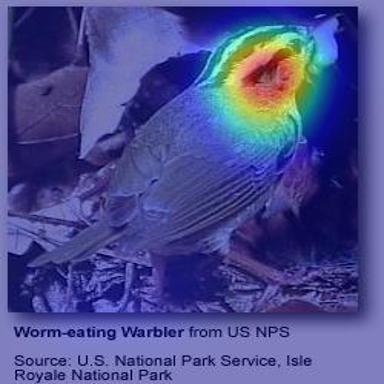 Worm-eating Warbler from US NPS
Source: U.S. National Park Service, Isle
Royale National Park